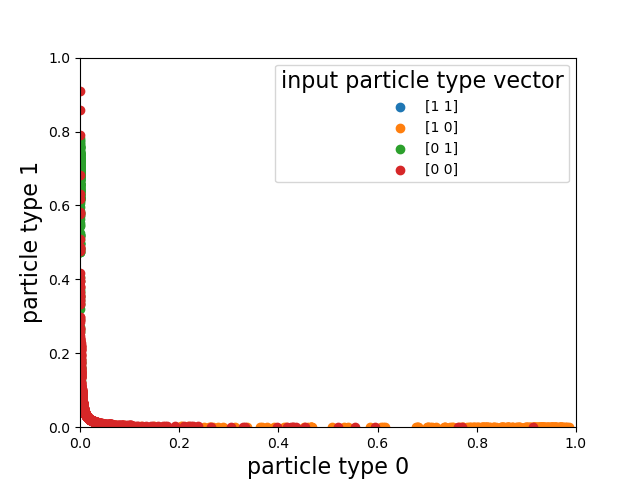 1.0
0.8
0.6
0.4
0.2
0.0
particle type 1
input particle type vector
[1 1]
[1 0]
[0 1]
[0 0]
0.0 0.2 0.4 0.6 0.8 1.0
particle type 0